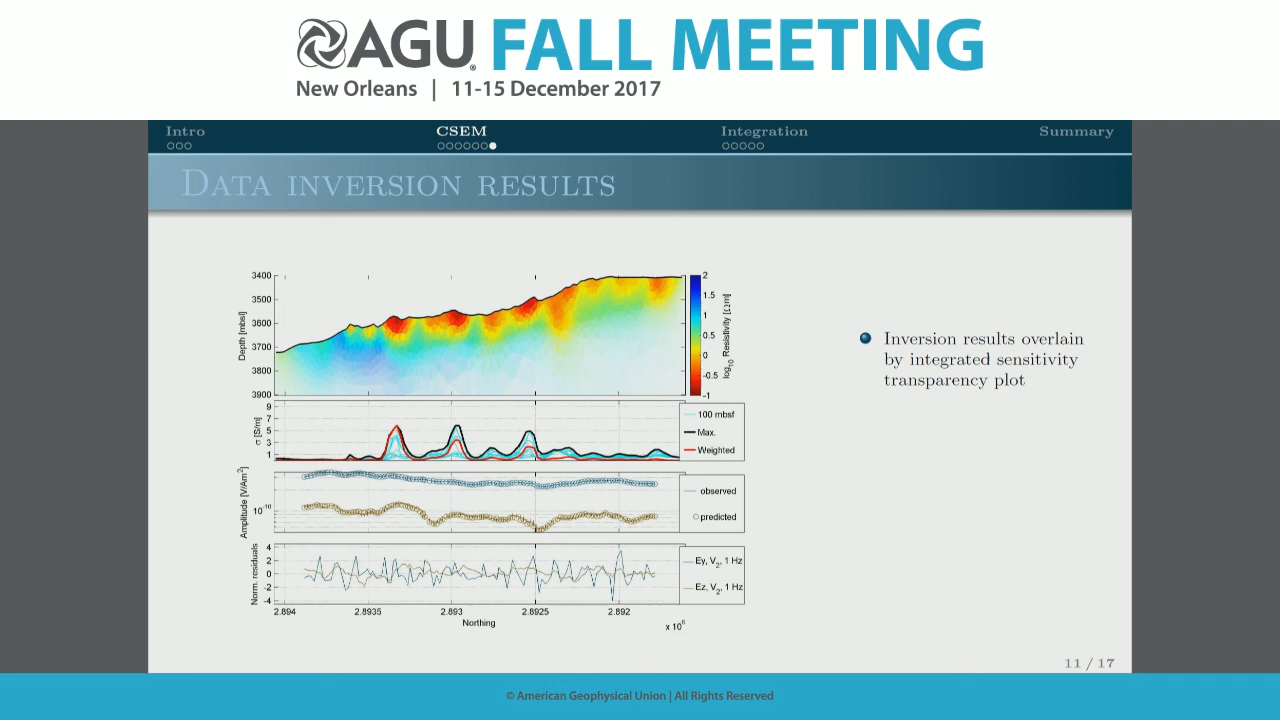 AGU FALL MEETING
New Orleans | 11-15 December 2017
Intro
CSEM
Integration
Summary
DATA INVERSION RESULTS
3400
3500
3600
3700
3800
3900
Depth [mbsl]
2
1.5
1
0.5
0
-0.5
-1
log10 Resistivity [Ωm]
9
7
5
3
1
σ [S/m]
100 mbsf
Max.
Weighted
Amplitude [V/Am²]
10⁻¹⁰
observed
predicted
4
2
0
-2
-4
Norm. residuals
Ey, V₂, 1 Hz
Ez, V₂, 1 Hz
2.894 2.8935 2.893 2.8925 2.892
Northing
x 10⁶
Inversion results overlain
by integrated sensitivity
transparency plot
11 / 17
© American Geophysical Union | All Rights Reserved